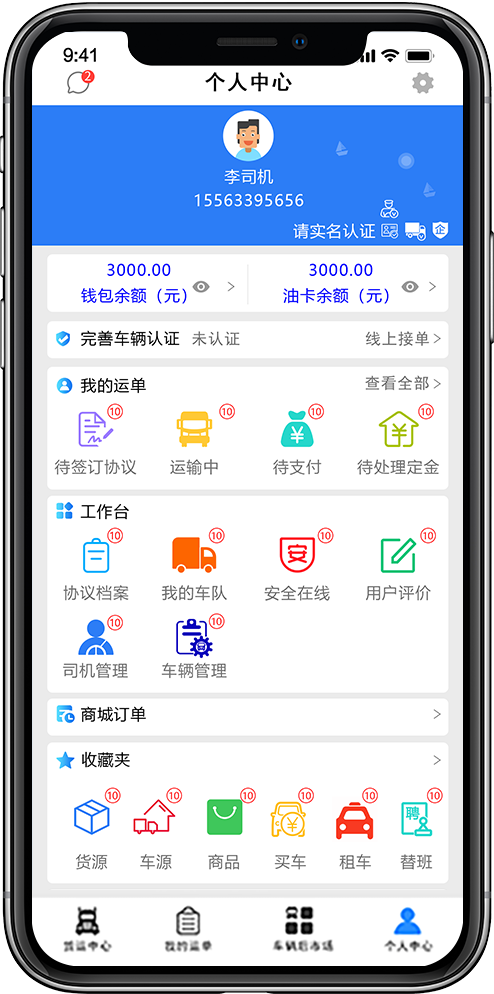 9:41
2
个人中心
李司机
15563395656
请实名认证
企
3000.00 3000.00
钱包余额（元） 油卡余额（元）
完善车辆认证 未认证 线上接单
我的运单 查看全部
10 10 10 10
待签订协议 运输中 待支付 待处理定金
工作台
10 10 10 10
安
协议档案 我的车队 安全在线 用户评价
10 10
司机管理 车辆管理
商城订单
收藏夹
10 10 10 10 10 10
聘
货源 车源 商品 买车 租车 替班
货运中心 我的运单 车辆后市场 个人中心